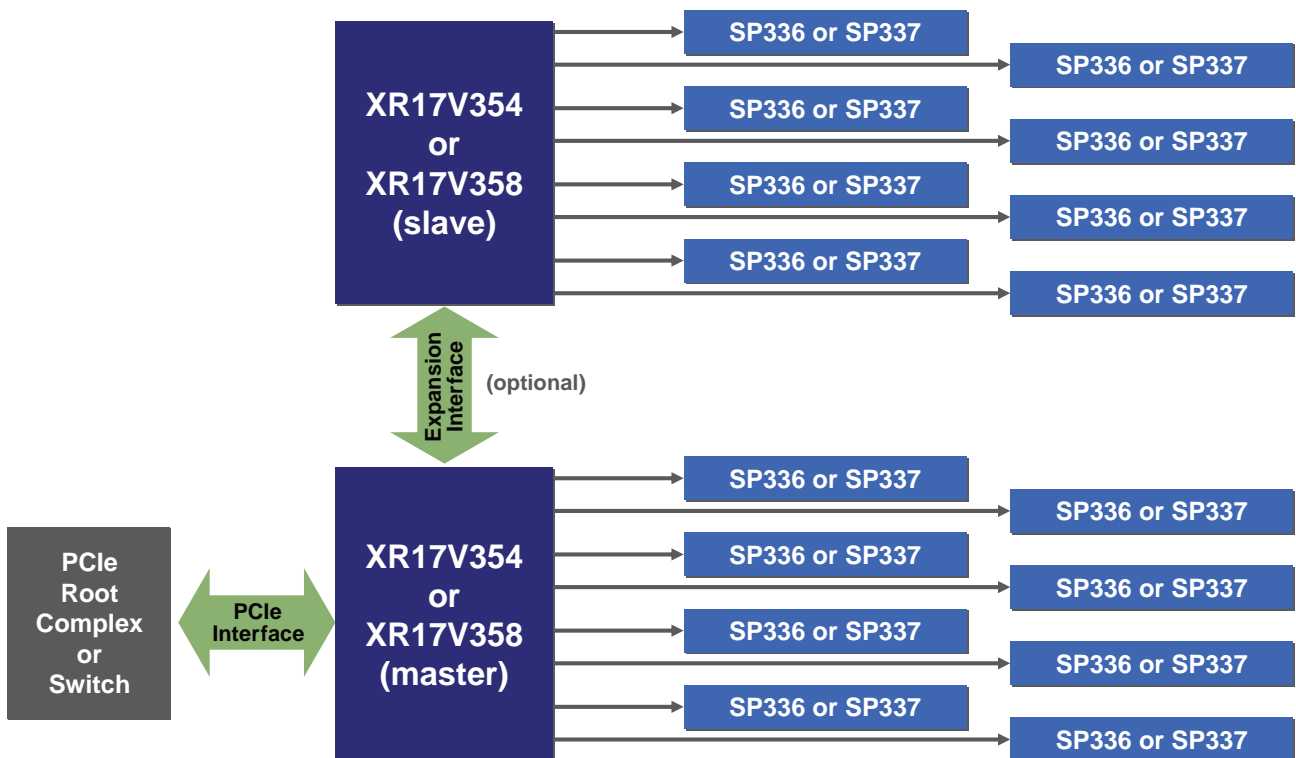 XR17V354
or
XR17V358
(slave)
SP336 or SP337
SP336 or SP337
SP336 or SP337
SP336 or SP337
SP336 or SP337
SP336 or SP337
SP336 or SP337
SP336 or SP337
Expansion
Interface
(optional)
PCIe
Root
Complex
or
Switch
PCIe
Interface
XR17V354
or
XR17V358
(master)
SP336 or SP337
SP336 or SP337
SP336 or SP337
SP336 or SP337
SP336 or SP337
SP336 or SP337
SP336 or SP337
SP336 or SP337